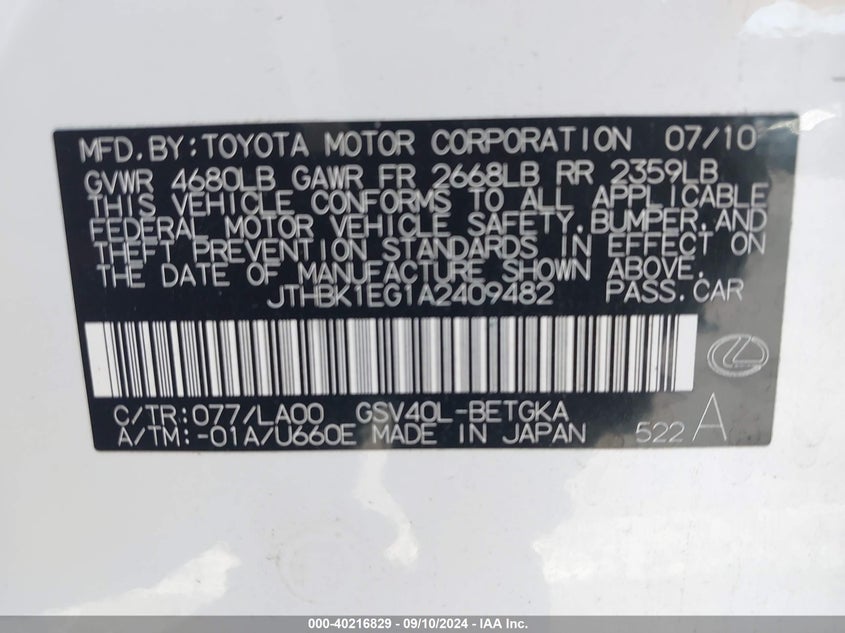 MFD.BY:TOYOTA MOTOR CORPORATION 07/10
GVWR 4680LB GAWR FR 2668LB RR 2359LB
THIS VEHICLE CONFORMS TO ALL APPLICABLE
FEDERAL MOTOR VEHICLE SAFETY,BUMPER,AND
THEFT PREVENTION STANDARDS IN EFFECT ON
THE DATE OF MANUFACTURE SHOWN ABOVE.
JTHBK1EG1A2409482 PASS.CAR
C/TR:077/LA00 GSV40L-BETGKA
A/TM:-01A/U660E MADE IN JAPAN 522 A
000-40216829 - 09/10/2024 - IAA Inc.